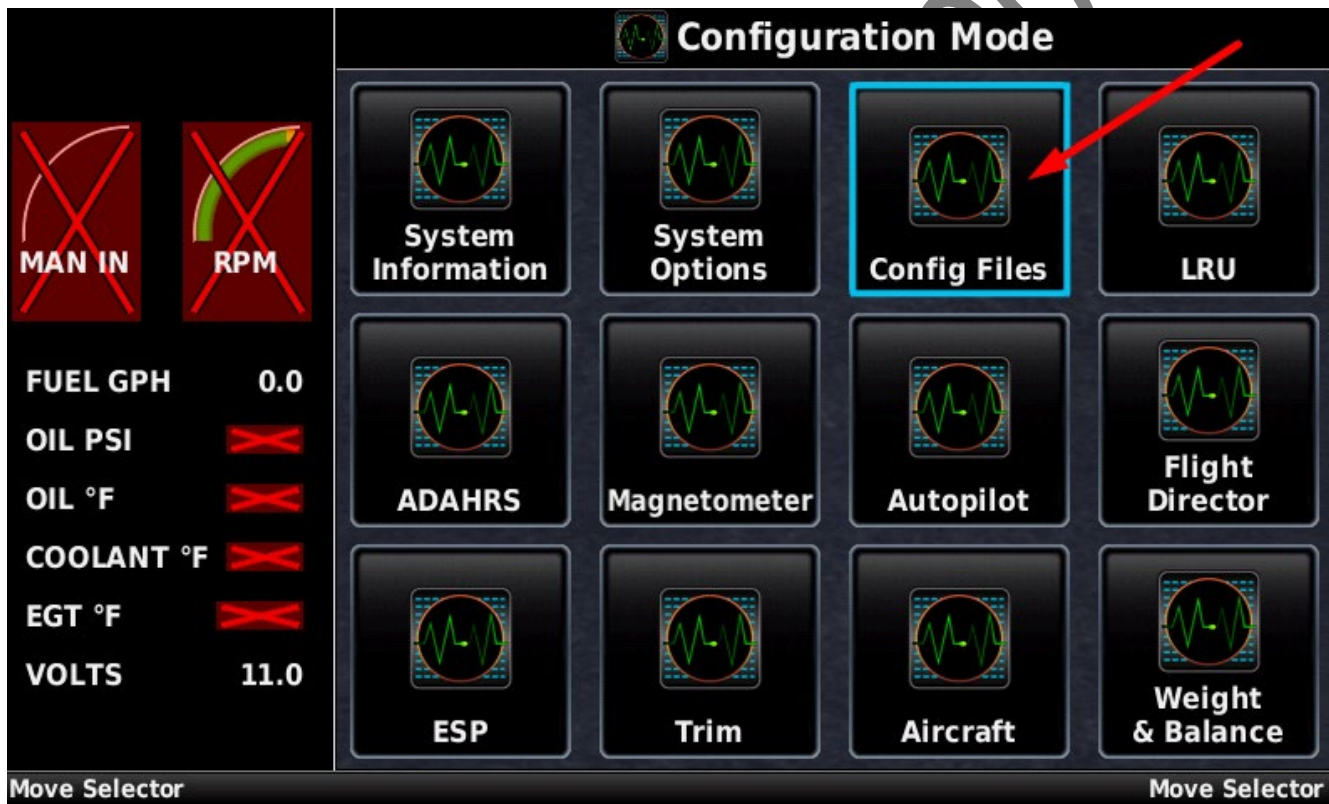 Configuration Mode
MAN IN
RPM
FUEL GPH 0.0
OIL PSI
OIL °F
COOLANT °F
EGT °F
VOLTS 11.0
System
Information
System
Options
Config Files
LRU
ADAHRS
Magnetometer
Autopilot
Flight
Director
ESP
Trim
Aircraft
Weight
& Balance
Move Selector
Move Selector